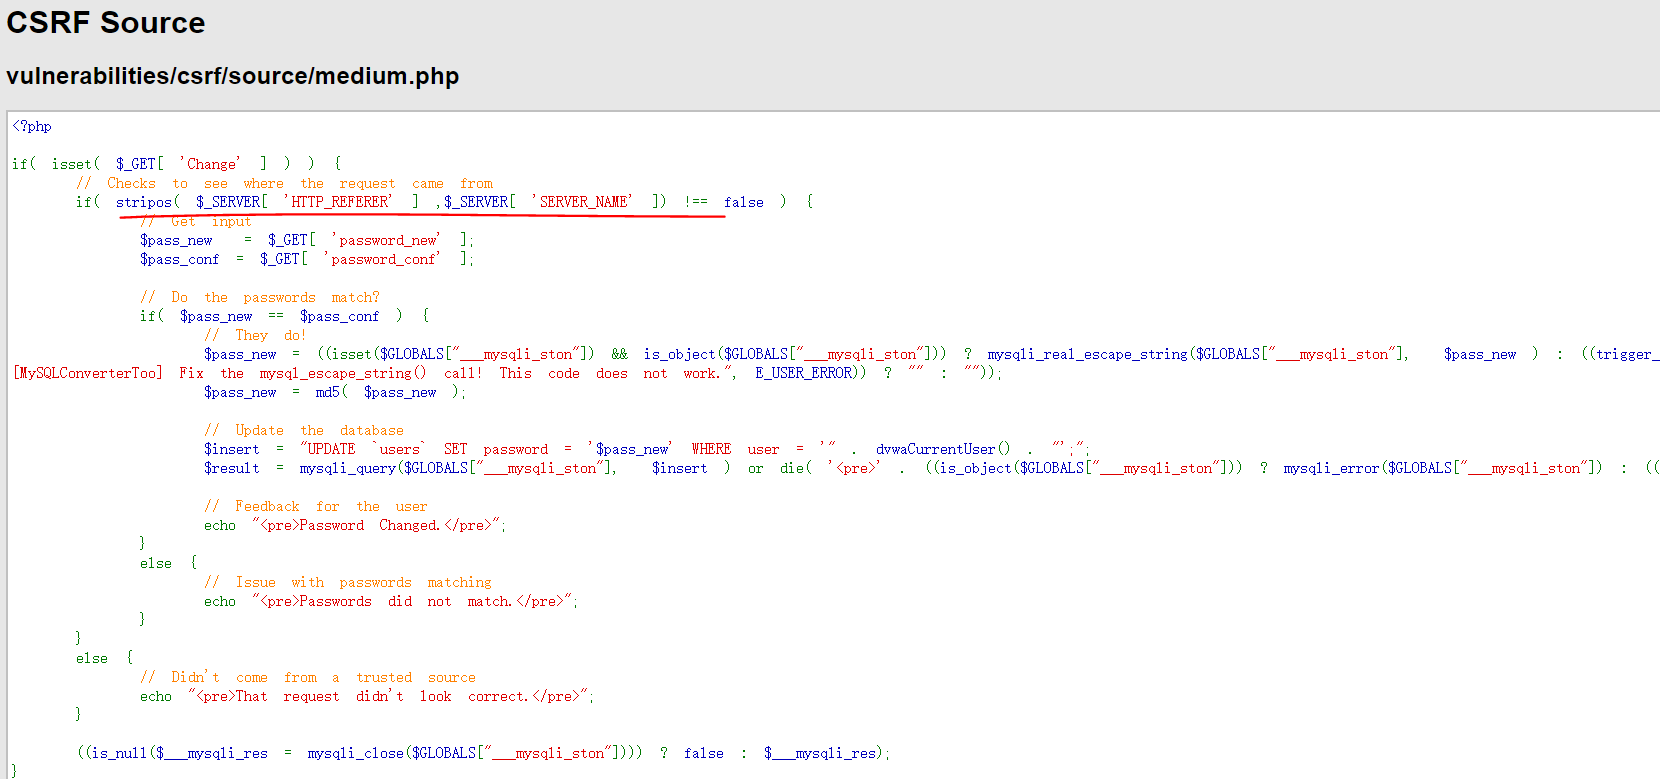 CSRF Source
vulnerabilities/csrf/source/medium.php
<?php
if( isset( $_GET[ 'Change' ] ) ) {
// Checks to see where the request came from
if( stripos( $_SERVER[ 'HTTP_REFERER' ] ,$_SERVER[ 'SERVER_NAME' ]) !== false ) {
// Get input
$pass_new = $_GET[ 'password_new' ];
$pass_conf = $_GET[ 'password_conf' ];
// Do the passwords match?
if( $pass_new == $pass_conf ) {
// They do!
$pass_new = ((isset($GLOBALS["___mysqli_ston"]) && is_object($GLOBALS["___mysqli_ston"])) ? mysqli_real_escape_string($GLOBALS["___mysqli_ston"], $pass_new ) : ((trigger_
[MySQLConverterToo] Fix the mysql_escape_string() call! This code does not work.", E_USER_ERROR)) ? "" : ""));
$pass_new = md5( $pass_new );
// Update the database
$insert = "UPDATE `users` SET password = '$pass_new' WHERE user = '" . dvwaCurrentUser() . "';";
$result = mysqli_query($GLOBALS["___mysqli_ston"], $insert ) or die( '<pre>' . ((is_object($GLOBALS["___mysqli_ston"])) ? mysqli_error($GLOBALS["___mysqli_ston"]) : ((
// Feedback for the user
echo "<pre>Password Changed.</pre>";
}
else {
// Issue with passwords matching
echo "<pre>Passwords did not match.</pre>";
}
}
else {
// Didn't come from a trusted source
echo "<pre>That request didn't look correct.</pre>";
}
((is_null($___mysqli_res = mysqli_close($GLOBALS["___mysqli_ston"]))) ? false : $___mysqli_res);
}